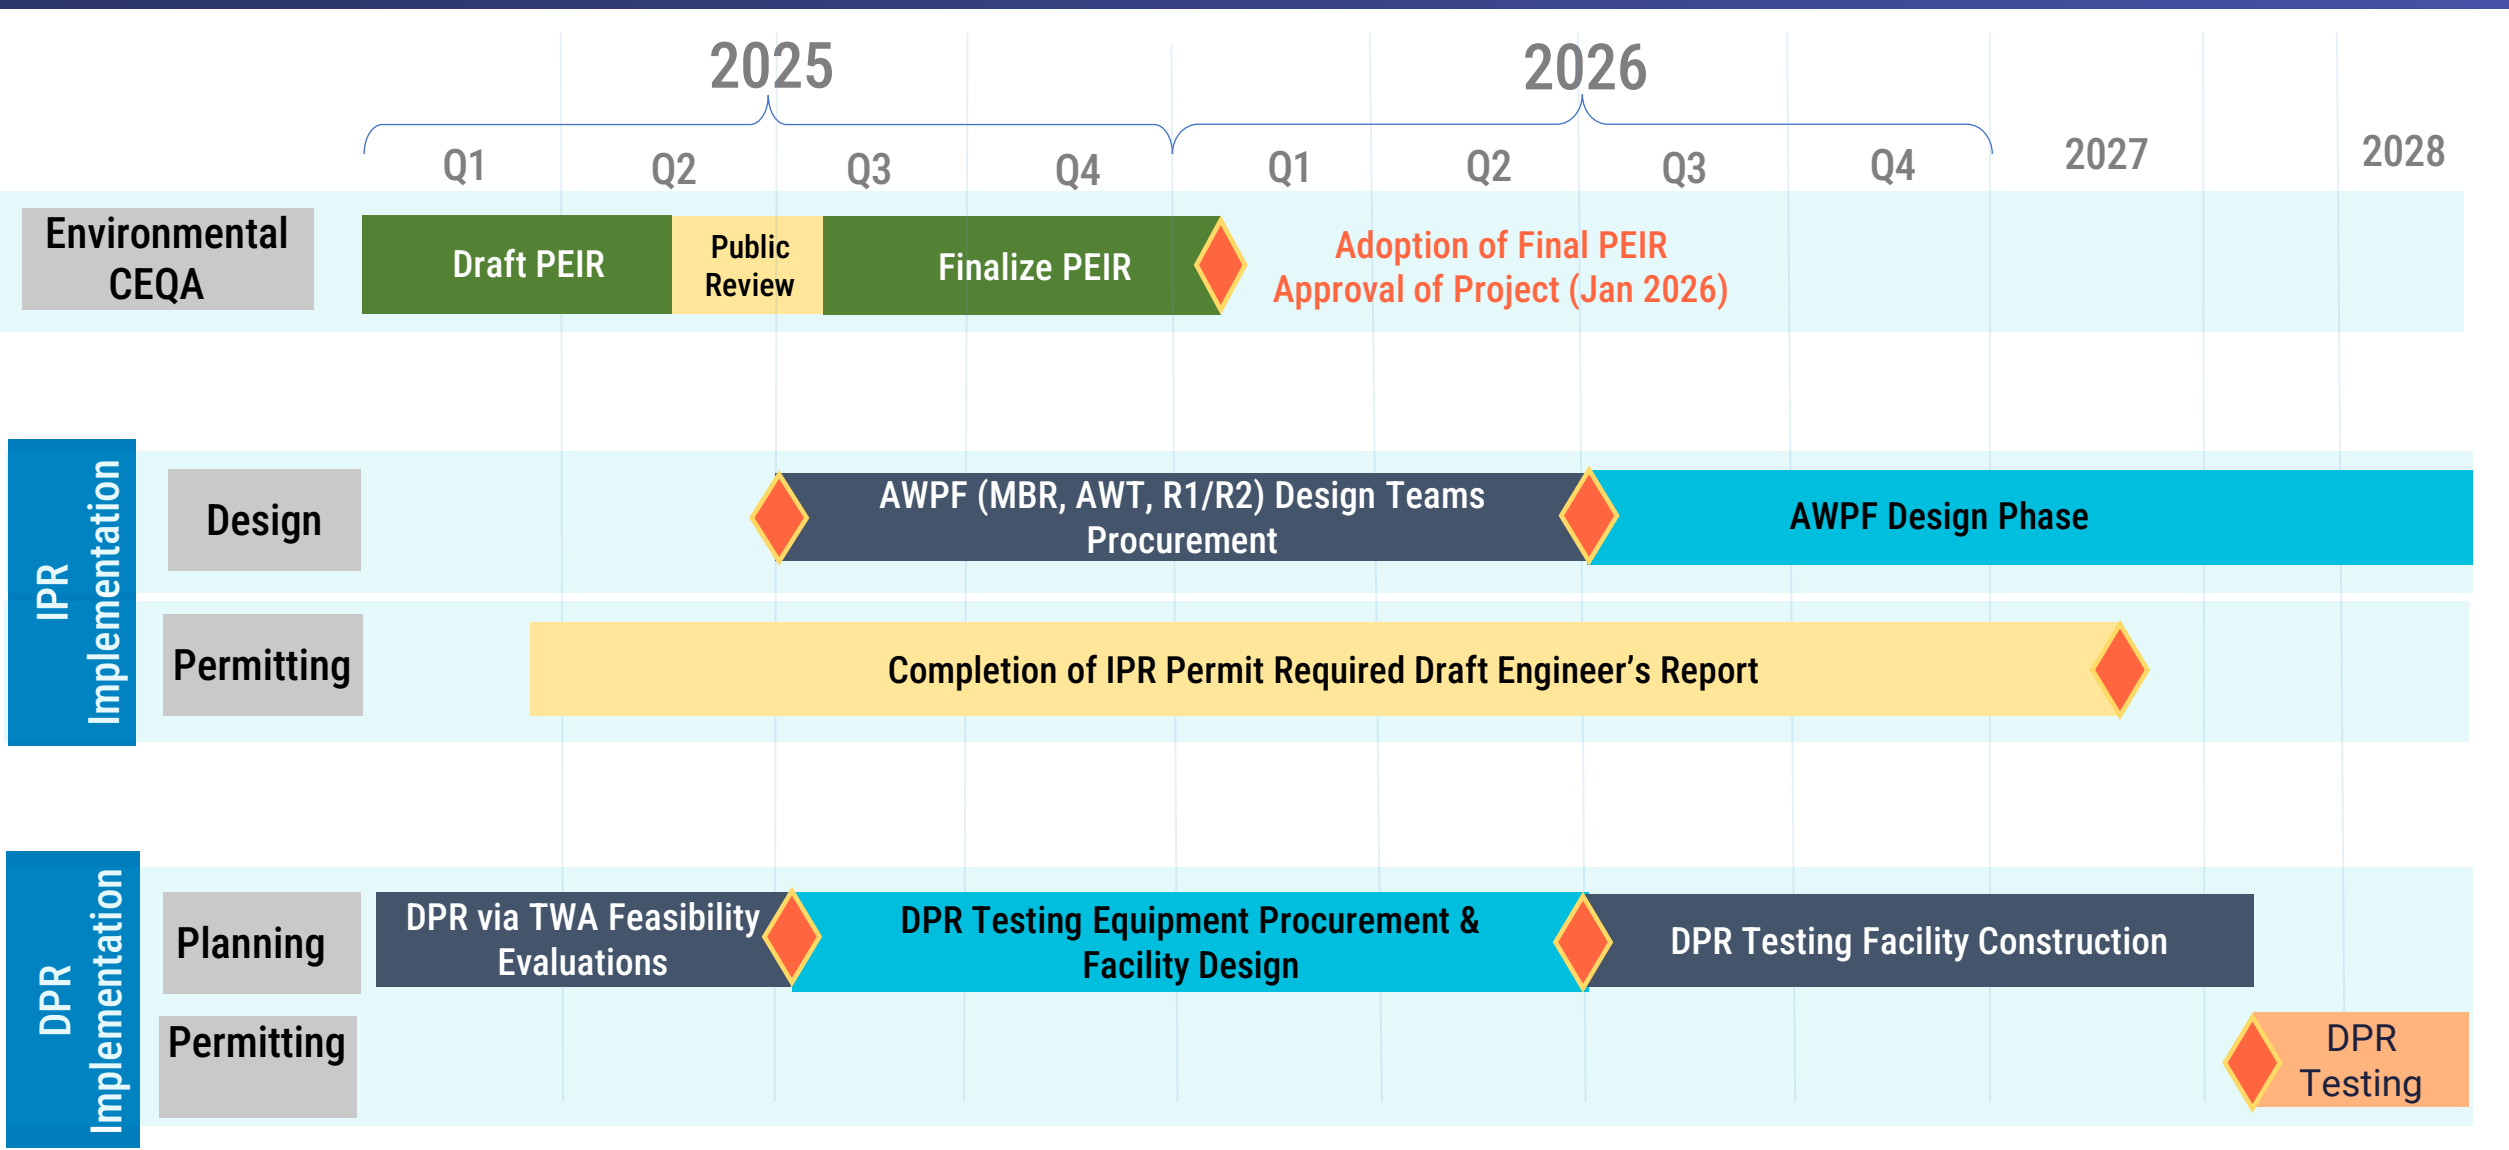 2025
2026
Q1
Q2
Q3
Q4
Q1
Q2
Q3
Q4
2027
2028
Environmental
CEQA
Draft PEIR
Public
Review
Finalize PEIR
Adoption of Final PEIR
Approval of Project (Jan 2026)
IPR
Implementation
Design
AWPF (MBR, AWT, R1/R2) Design Teams
Procurement
AWPF Design Phase
Permitting
Completion of IPR Permit Required Draft Engineer’s Report
DPR
Implementation
Planning
DPR via TWA Feasibility
Evaluations
DPR Testing Equipment Procurement &
Facility Design
DPR Testing Facility Construction
Permitting
DPR
Testing